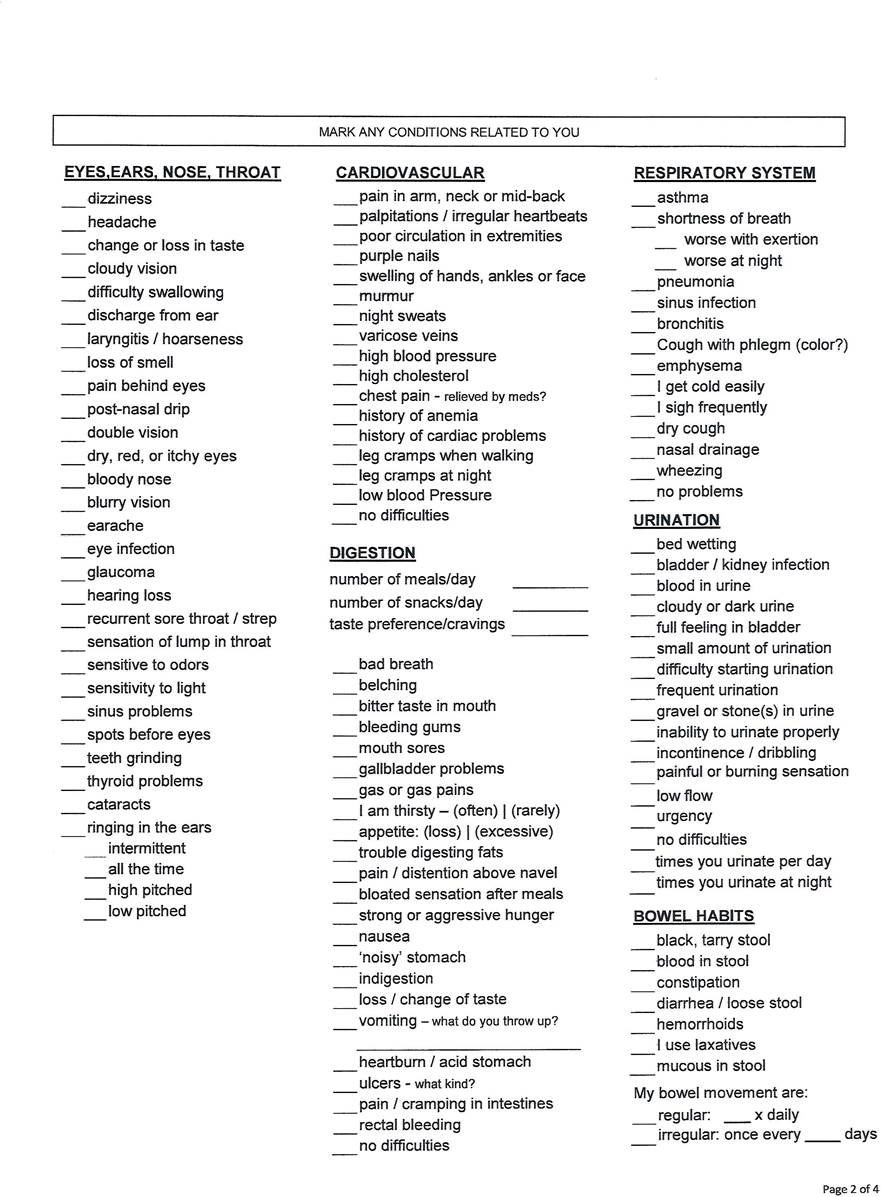 MARK ANY CONDITIONS RELATED TO YOU
EYES,EARS, NOSE, THROAT
___dizziness
___headache
___change or loss in taste
___cloudy vision
___difficulty swallowing
___discharge from ear
___laryngitis / hoarseness
___loss of smell
___pain behind eyes
___post-nasal drip
___double vision
___dry, red, or itchy eyes
___bloody nose
___blurry vision
___earache
___eye infection
___glaucoma
___hearing loss
___recurrent sore throat / strep
___sensation of lump in throat
___sensitive to odors
___sensitivity to light
___sinus problems
___spots before eyes
___teeth grinding
___thyroid problems
___cataracts
___ringing in the ears
___intermittent
___all the time
___high pitched
___low pitched
CARDIOVASCULAR
___pain in arm, neck or mid-back
___palpitations / irregular heartbeats
___poor circulation in extremities
___purple nails
___swelling of hands, ankles or face
___murmur
___night sweats
___varicose veins
___high blood pressure
___high cholesterol
___chest pain - relieved by meds?
___history of anemia
___history of cardiac problems
___leg cramps when walking
___leg cramps at night
___low blood Pressure
___no difficulties
DIGESTION
number of meals/day _________
number of snacks/day _________
taste preference/cravings _________
___bad breath
___belching
___bitter taste in mouth
___bleeding gums
___mouth sores
___gallbladder problems
___gas or gas pains
___I am thirsty – (often) | (rarely)
___appetite: (loss) | (excessive)
___trouble digesting fats
___pain / distention above navel
___bloated sensation after meals
___strong or aggressive hunger
___nausea
___‘noisy’ stomach
___indigestion
___loss / change of taste
___vomiting – what do you throw up?
___________________________
___heartburn / acid stomach
___ulcers - what kind?
___pain / cramping in intestines
___rectal bleeding
___no difficulties
RESPIRATORY SYSTEM
___asthma
___shortness of breath
___ worse with exertion
___ worse at night
___pneumonia
___sinus infection
___bronchitis
___Cough with phlegm (color?)
___emphysema
___I get cold easily
___I sigh frequently
___dry cough
___nasal drainage
___wheezing
___no problems
URINATION
___bed wetting
___bladder / kidney infection
___blood in urine
___cloudy or dark urine
___full feeling in bladder
___small amount of urination
___difficulty starting urination
___frequent urination
___gravel or stone(s) in urine
___inability to urinate properly
___incontinence / dribbling
___painful or burning sensation
___low flow
___urgency
___no difficulties
___times you urinate per day
___times you urinate at night
BOWEL HABITS
___black, tarry stool
___blood in stool
___constipation
___diarrhea / loose stool
___hemorrhoids
___I use laxatives
___mucous in stool
My bowel movement are:
___regular: ___ x daily
___irregular: once every ____ days
Page 2 of 4